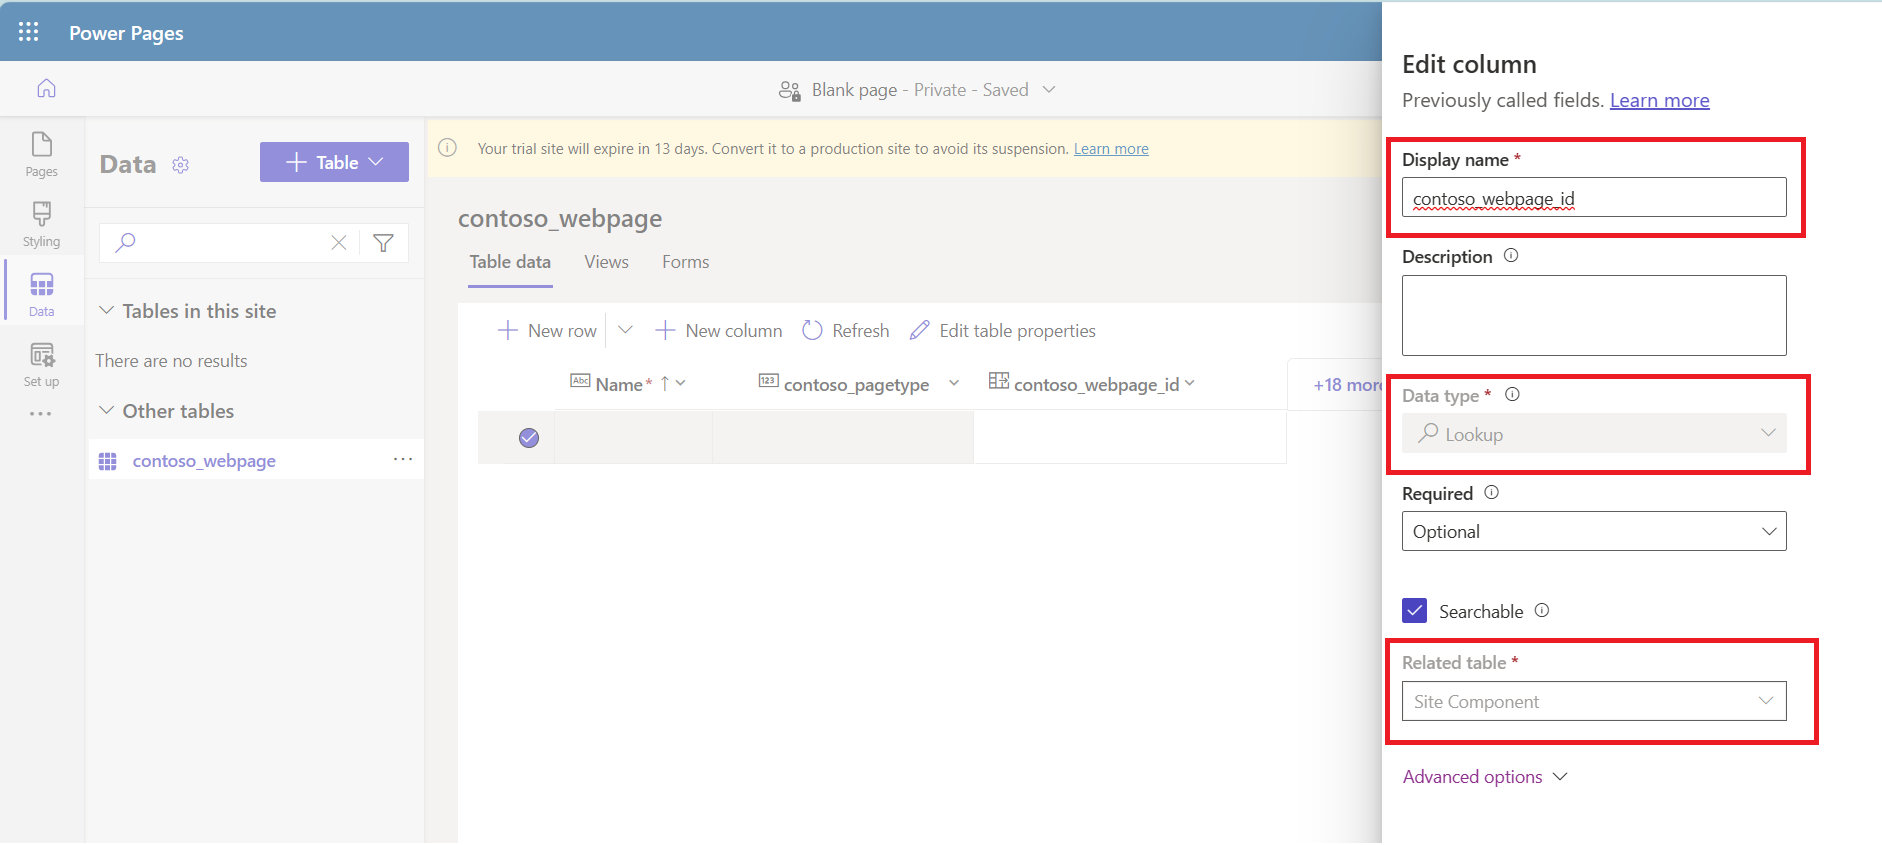 Power Pages
Blank page - Private - Saved
Pages
Styling
Data
Set up
Data
Table
Tables in this site
There are no results
Other tables
contoso_webpage
Your trial site will expire in 13 days. Convert it to a production site to avoid its suspension. Learn more
contoso_webpage
Table data Views Forms
New row New column Refresh Edit table properties
Abc Name* 123 contoso_pagetype contoso_webpage_id +18 more
Edit column
Previously called fields. Learn more
Display name *
contoso_webpage_id
Description
Data type *
Lookup
Required
Optional
Searchable
Related table *
Site Component
Advanced options